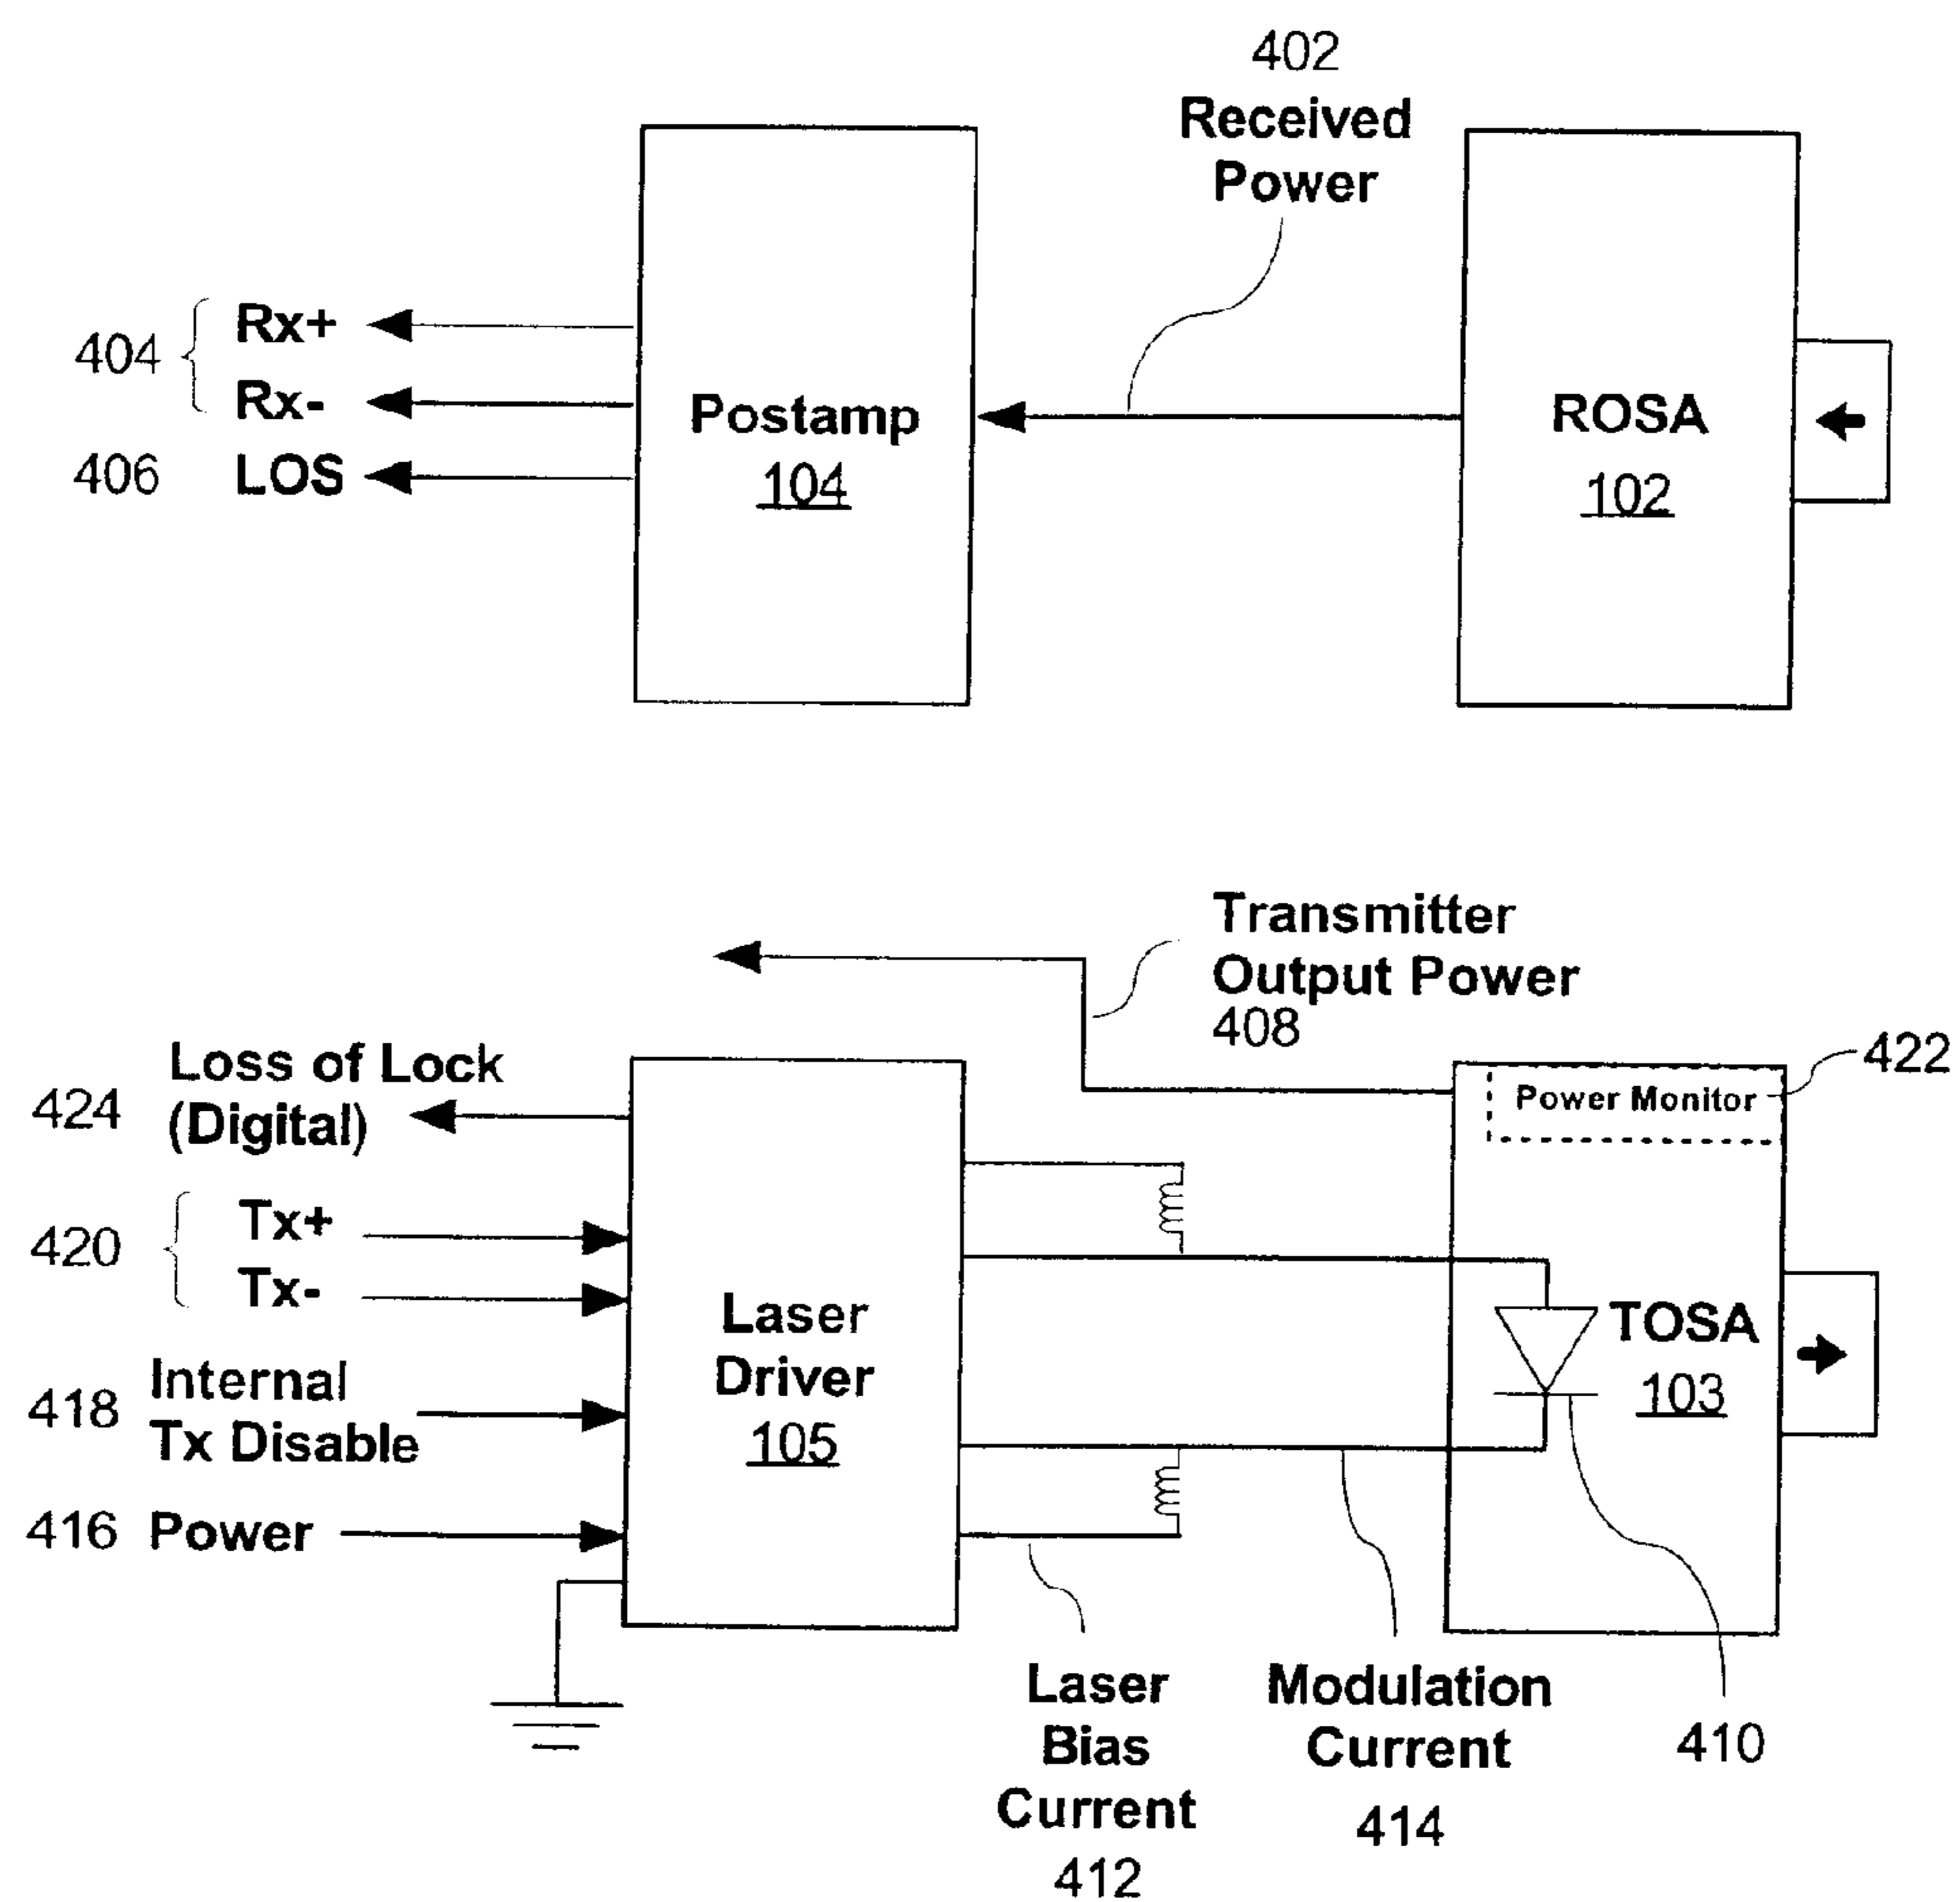 402
Received
Power
404
Rx+
Rx-
406
LOS
Postamp
104
ROSA
102
Transmitter
Output Power
408
422
Power Monitor
424
Loss of Lock
(Digital)
420
Tx+
Tx-
418
Internal
Tx Disable
416 Power
Laser
Driver
105
TOSA
103
Laser
Bias
Current
412
Modulation
Current
414
410